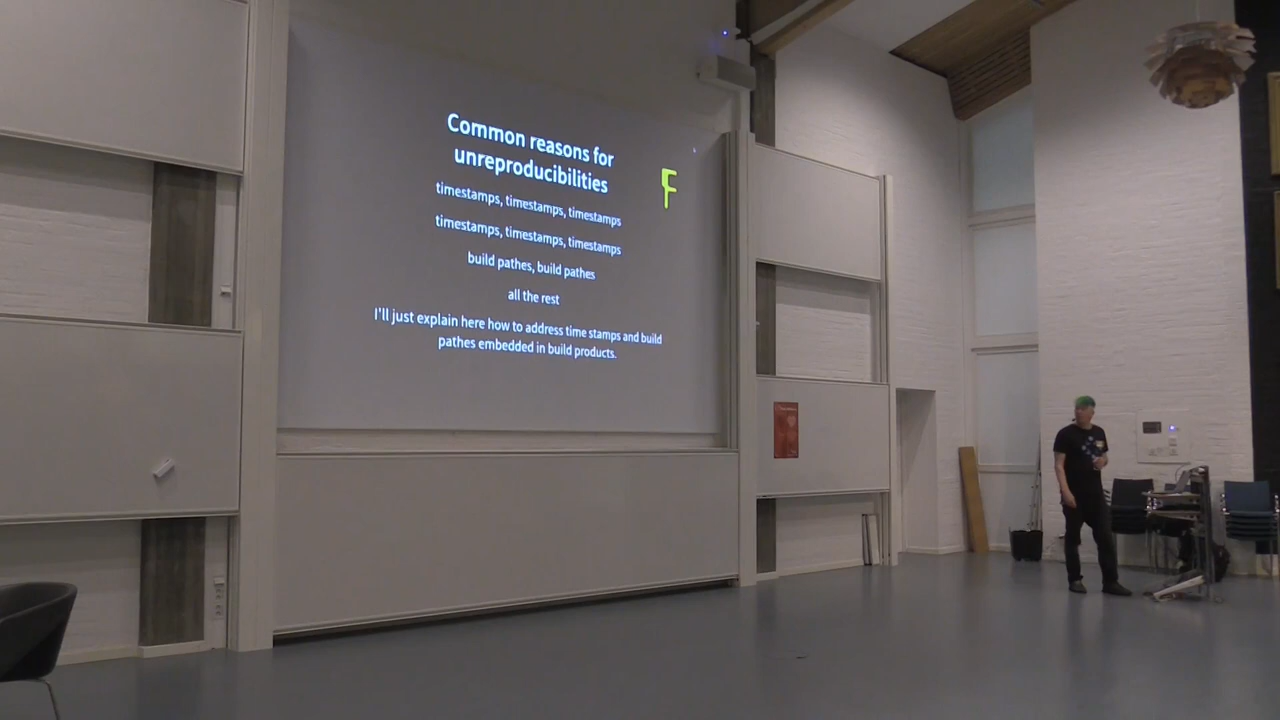 Common reasons for
unreproducibilities
F
timestamps, timestamps, timestamps
timestamps, timestamps, timestamps
build pathes, build pathes
all the rest
I'll just explain here how to address time stamps and build
pathes embedded in build products.